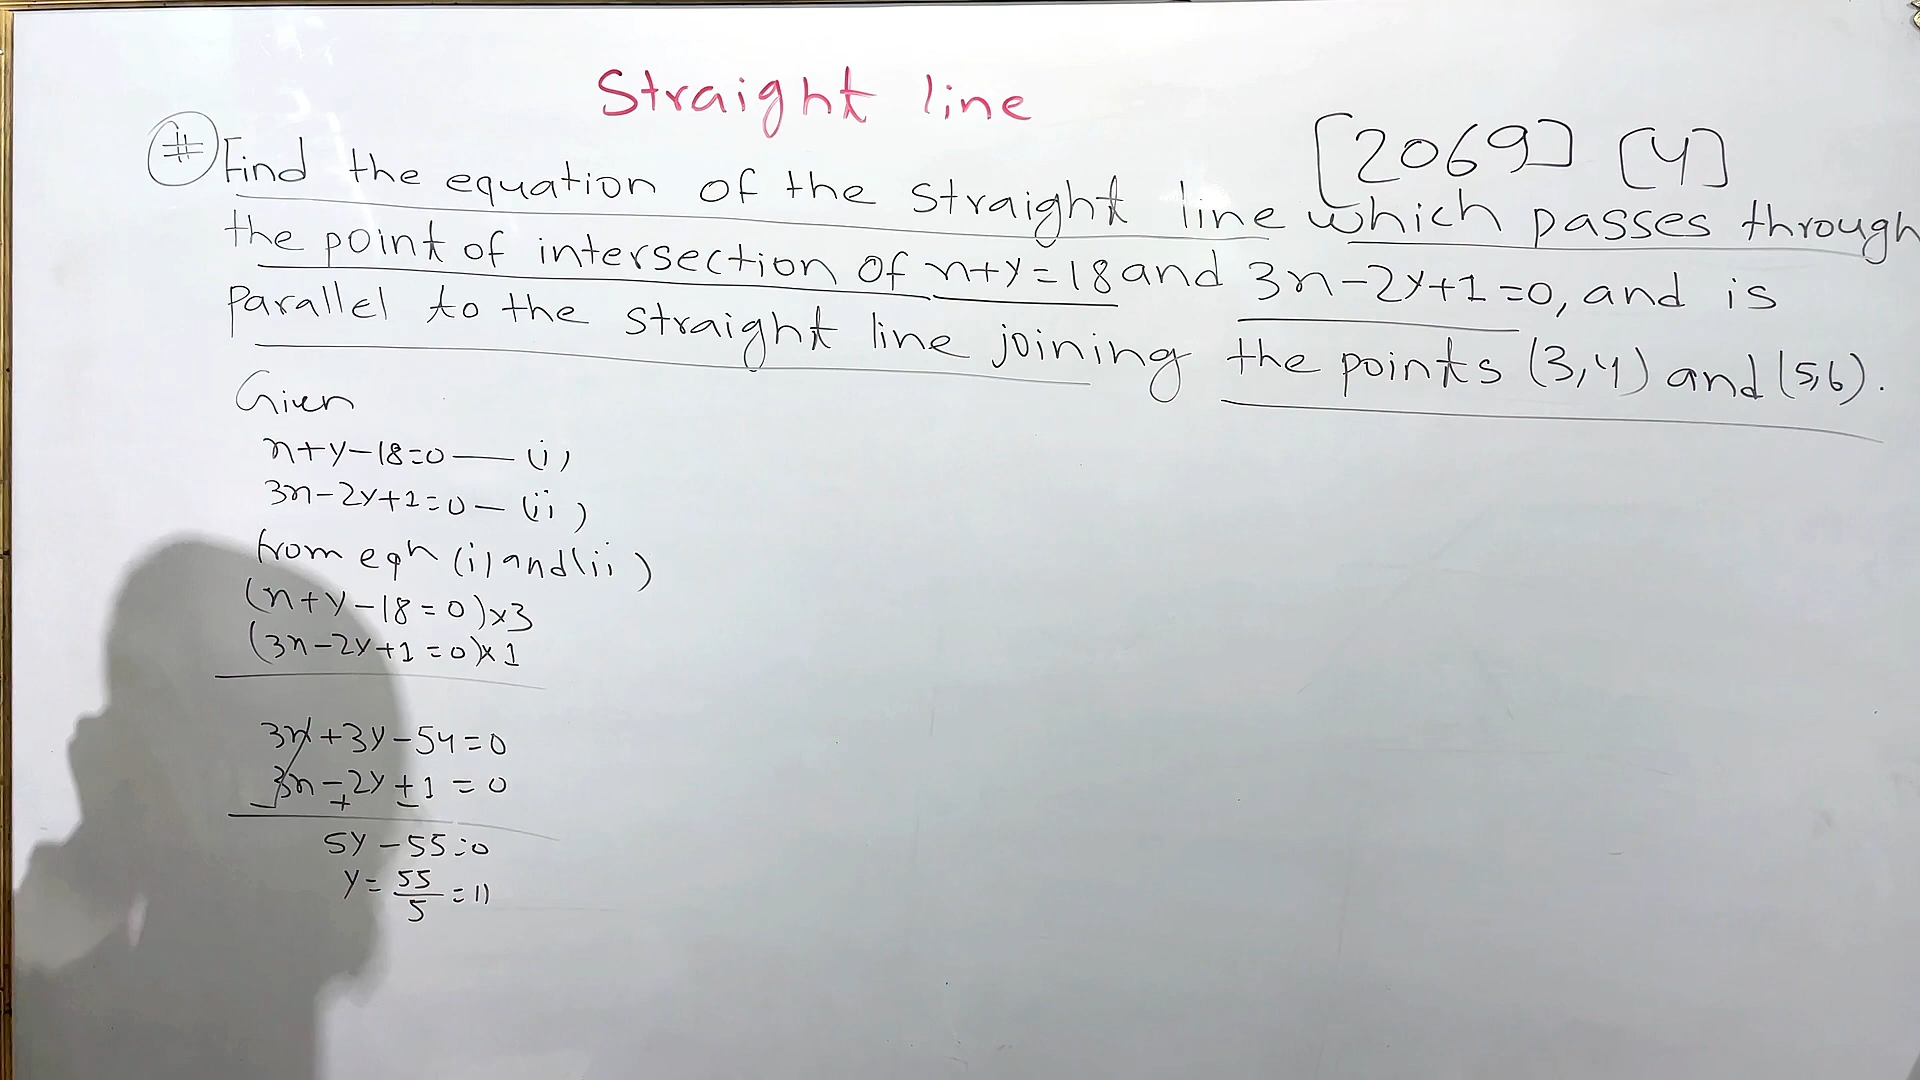 Straight line
[2069] [4]
# Find the equation of the straight line which passes through
the point of intersection of x+y=18 and 3x-2y+1=0, and is
parallel to the straight line joining the points (3,4) and (5,6).
Given
x+y-18=0 — (i)
3x-2y+1=0 — (ii)
from eqn (i) and (ii)
(x+y-18=0)×3
(3x-2y+1=0)×1
3x+3y-54=0
3x-2y+1=0
- + -
5y-55=0
y=55/5=11